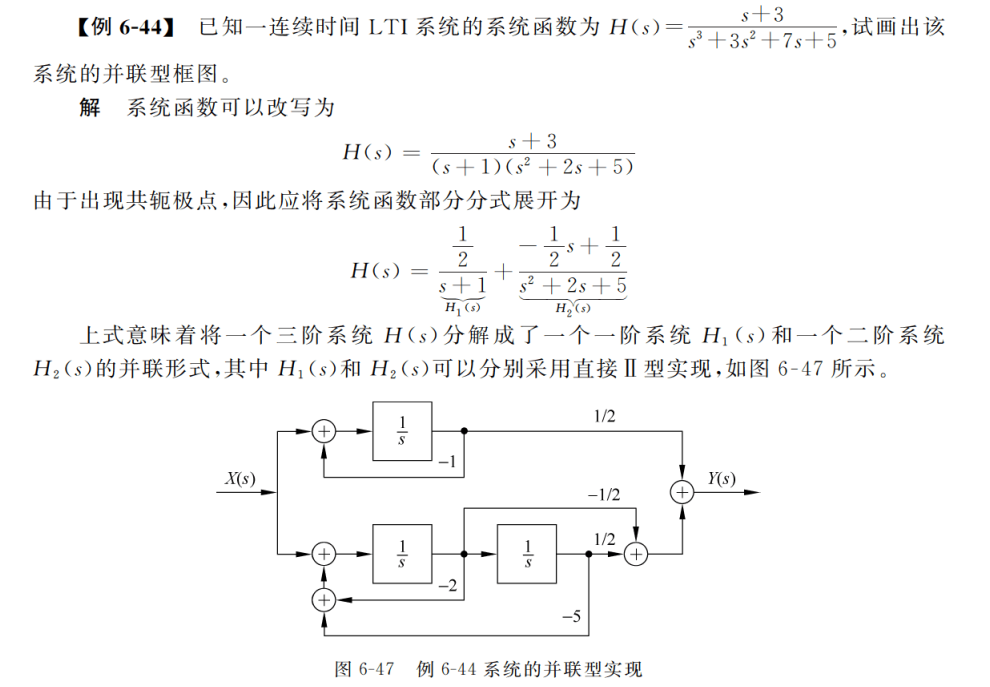 【例 6-44】 已知一连续时间 LTI 系统的系统函数为 H(s)=\frac{s+3}{s^3+3s^2+7s+5},试画出该
系统的并联型框图。
解 系统函数可以改写为
H(s) = \frac{s+3}{(s+1)(s^2+2s+5)}
由于出现共轭极点,因此应将系统函数部分分式展开为
H(s) = \underbrace{\frac{\frac{1}{2}}{s+1}}_{H_1(s)} + \underbrace{\frac{-\frac{1}{2}s+\frac{1}{2}}{s^2+2s+5}}_{H_2(s)}
上式意味着将一个三阶系统 H(s)分解成了一个一阶系统 H_1(s)和一个二阶系统
H_2(s)的并联形式,其中 H_1(s)和 H_2(s)可以分别采用直接Ⅱ型实现,如图 6-47 所示。
+ \frac{1}{s} 1/2
−1
X(s) Y(s)
+
−1/2
+ \frac{1}{s} \frac{1}{s} 1/2 +
−2
+
−5
图 6-47 例 6-44 系统的并联型实现